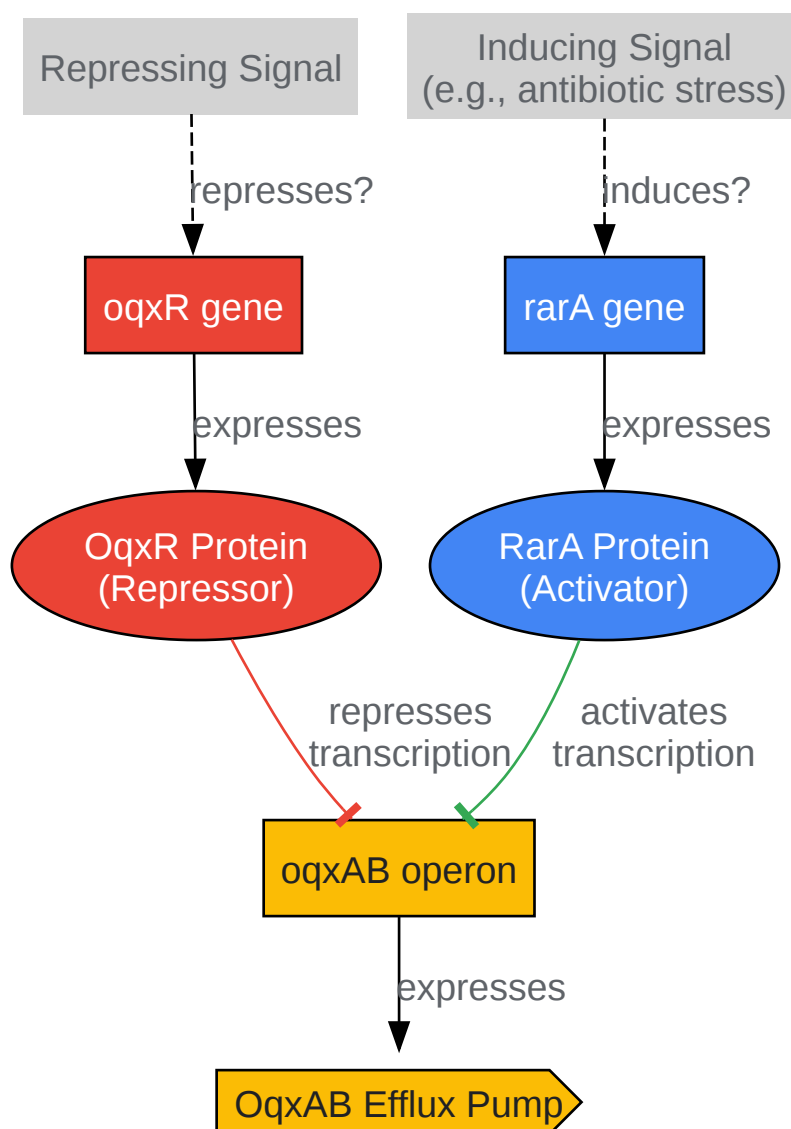 Repressing Signal
Inducing Signal
(e.g., antibiotic stress)
represses?
induces?
oqxR gene
rarA gene
expresses
expresses
OqxR Protein
(Repressor)
RarA Protein
(Activator)
represses
transcription
activates
transcription
oqxAB operon
expresses
OqxAB Efflux Pump